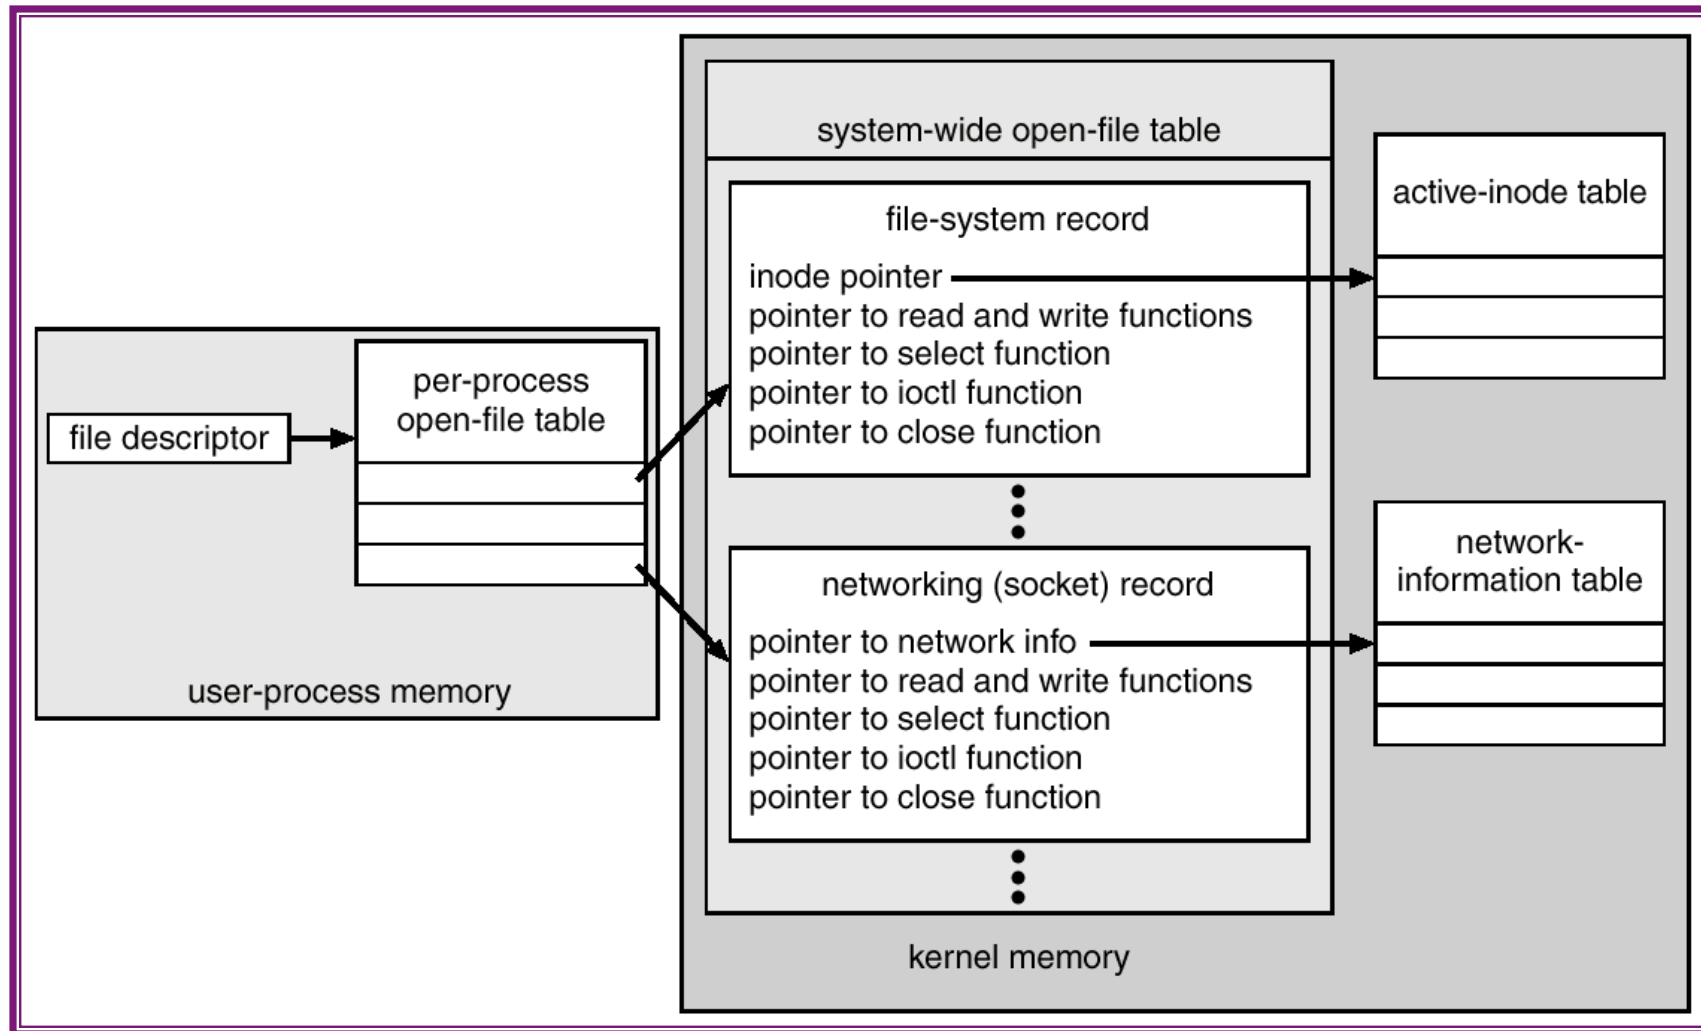 file descriptor
per-process
open-file table
user-process memory
system-wide open-file table
file-system record
inode pointer
pointer to read and write functions
pointer to select function
pointer to ioctl function
pointer to close function
networking (socket) record
pointer to network info
pointer to read and write functions
pointer to select function
pointer to ioctl function
pointer to close function
active-inode table
network-
information table
kernel memory